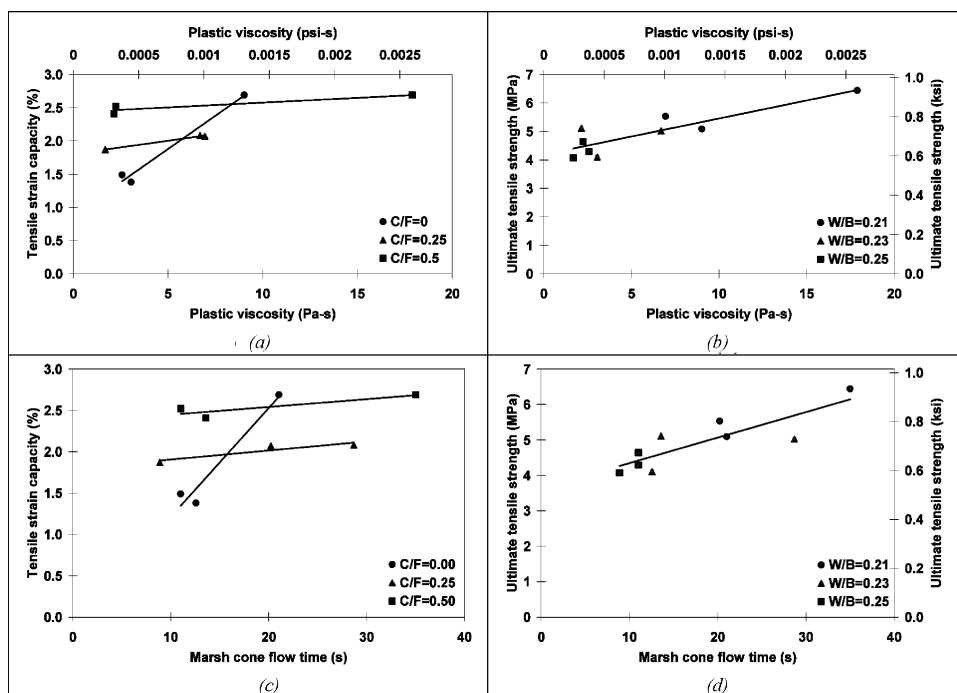 Plastic viscosity (psi-s)
0.0005 0.001 0.0015 0.002 0.0026
3.0
2.5
2.0
1.5
1.0
0.5
0.0
Tensile strain capacity (%)
C/F=0
C/F=0.25
C/F=0.5
0 5 10 15 20
Plastic viscosity (Pa-s)
(a)
Plastic viscosity (psi-s)
0.0005 0.001 0.0015 0.002 0.0026
7
6
5
4
3
2
1
0
Ultimate tensile strength (MPa)
1.0
0.8
0.6
0.4
0.2
0.0
Ultimate tensile strength (ksi)
W/B=0.21
W/B=0.23
W/B=0.25
0 5 10 15 20
Plastic viscosity (Pa-s)
(b)
3.0
2.5
2.0
1.5
1.0
0.5
0.0
Tensile strain capacity (%)
C/F=0.00
C/F=0.25
C/F=0.50
0 10 20 30 40
Marsh cone flow time (s)
(c)
7
6
5
4
3
2
1
0
Ultimate tensile strength (MPa)
1.0
0.8
0.6
0.4
0.2
0.0
Ultimate tensile strength (ksi)
W/B=0.21
W/B=0.23
W/B=0.25
0 10 20 30 40
Marsh cone flow time (s)
(d)